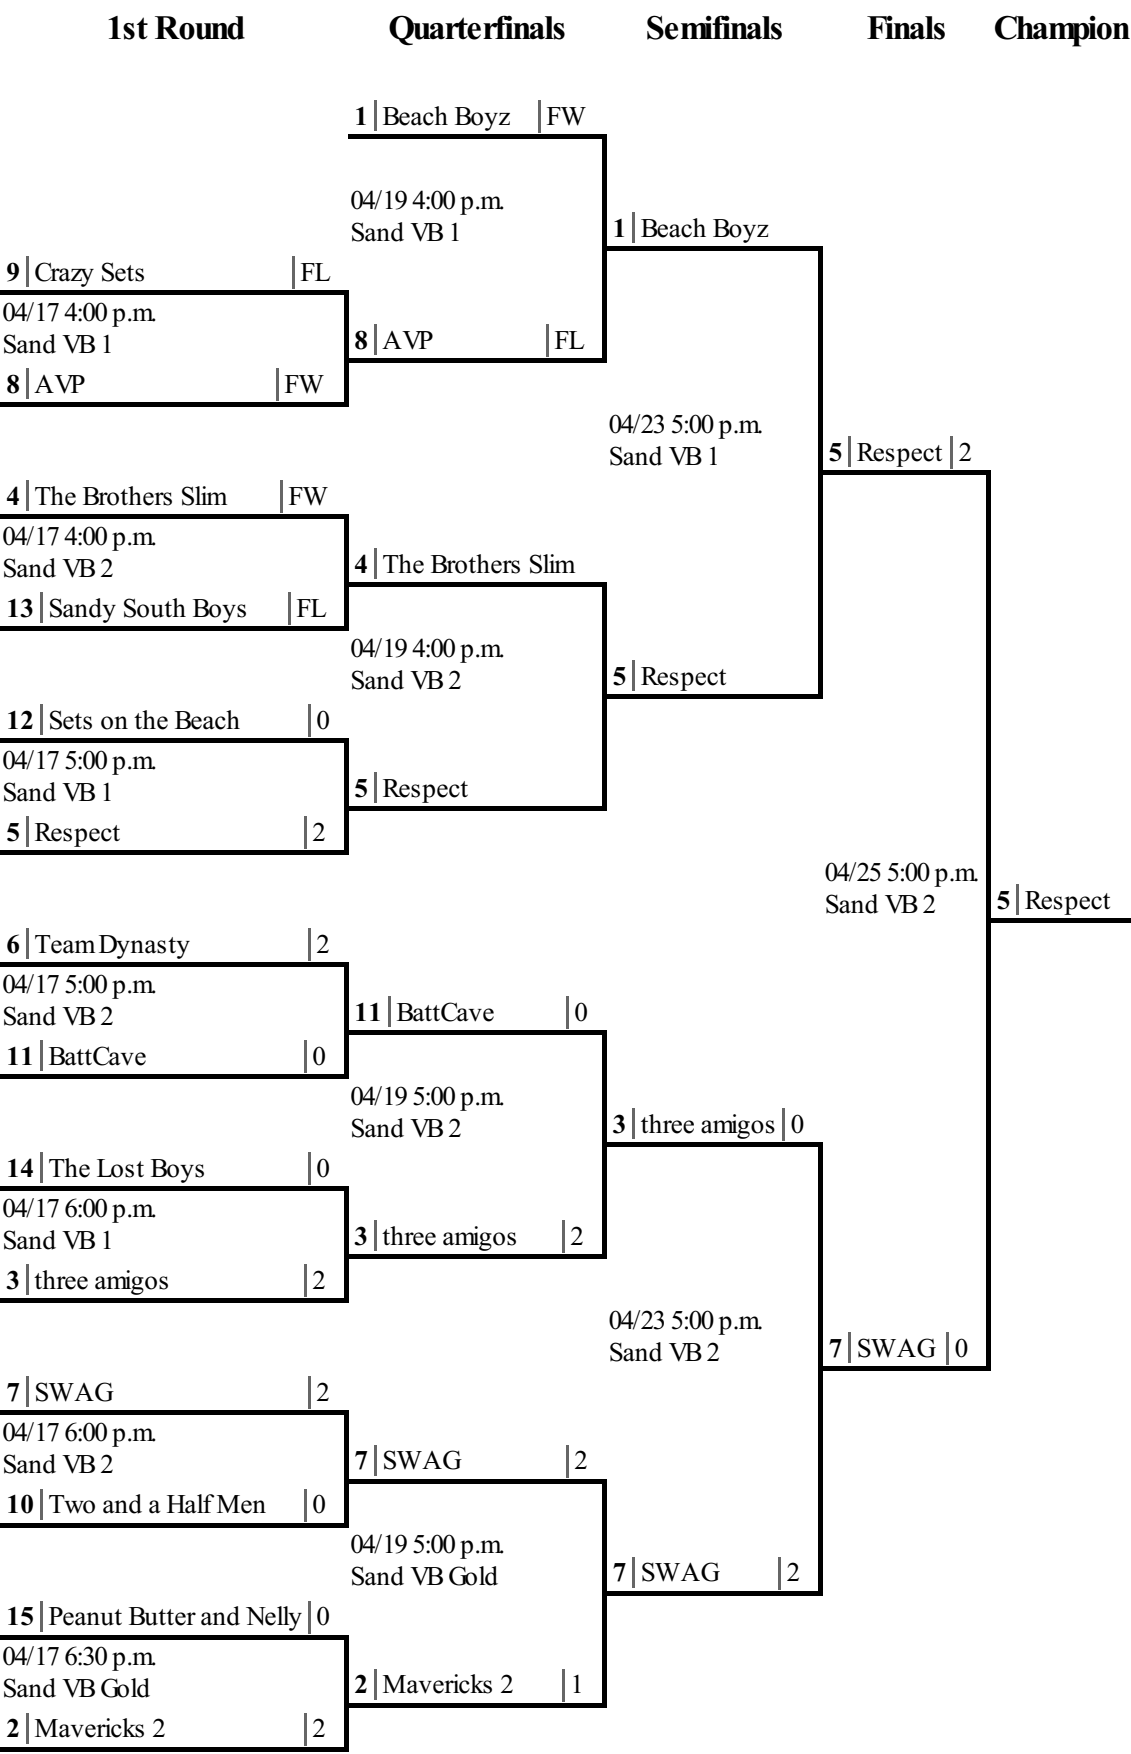 1st Round Quarterfinals Semifinals Finals Champion
1 Beach Boyz FW
04/19 4:00 p.m.
Sand VB 1
1 Beach Boyz
9 Crazy Sets FL
04/17 4:00 p.m.
Sand VB 1
8 AVP FL
8 AVP FW
04/23 5:00 p.m.
Sand VB 1
5 Respect 2
4 The Brothers Slim FW
04/17 4:00 p.m.
Sand VB 2
4 The Brothers Slim
13 Sandy South Boys FL
04/19 4:00 p.m.
Sand VB 2
5 Respect
12 Sets on the Beach 0
04/17 5:00 p.m.
Sand VB 1
5 Respect
5 Respect 2
04/25 5:00 p.m.
Sand VB 2
5 Respect
6 Team Dynasty 2
04/17 5:00 p.m.
Sand VB 2
11 BattCave 0
11 BattCave 0
04/19 5:00 p.m.
Sand VB 2
3 three amigos 0
14 The Lost Boys 0
04/17 6:00 p.m.
Sand VB 1
3 three amigos 2
3 three amigos 2
04/23 5:00 p.m.
Sand VB 2
7 SWAG 0
7 SWAG 2
04/17 6:00 p.m.
Sand VB 2
7 SWAG 2
10 Two and a Half Men 0
04/19 5:00 p.m.
Sand VB Gold
7 SWAG 2
15 Peanut Butter and Nelly 0
04/17 6:30 p.m.
Sand VB Gold
2 Mavericks 2 1
2 Mavericks 2 2